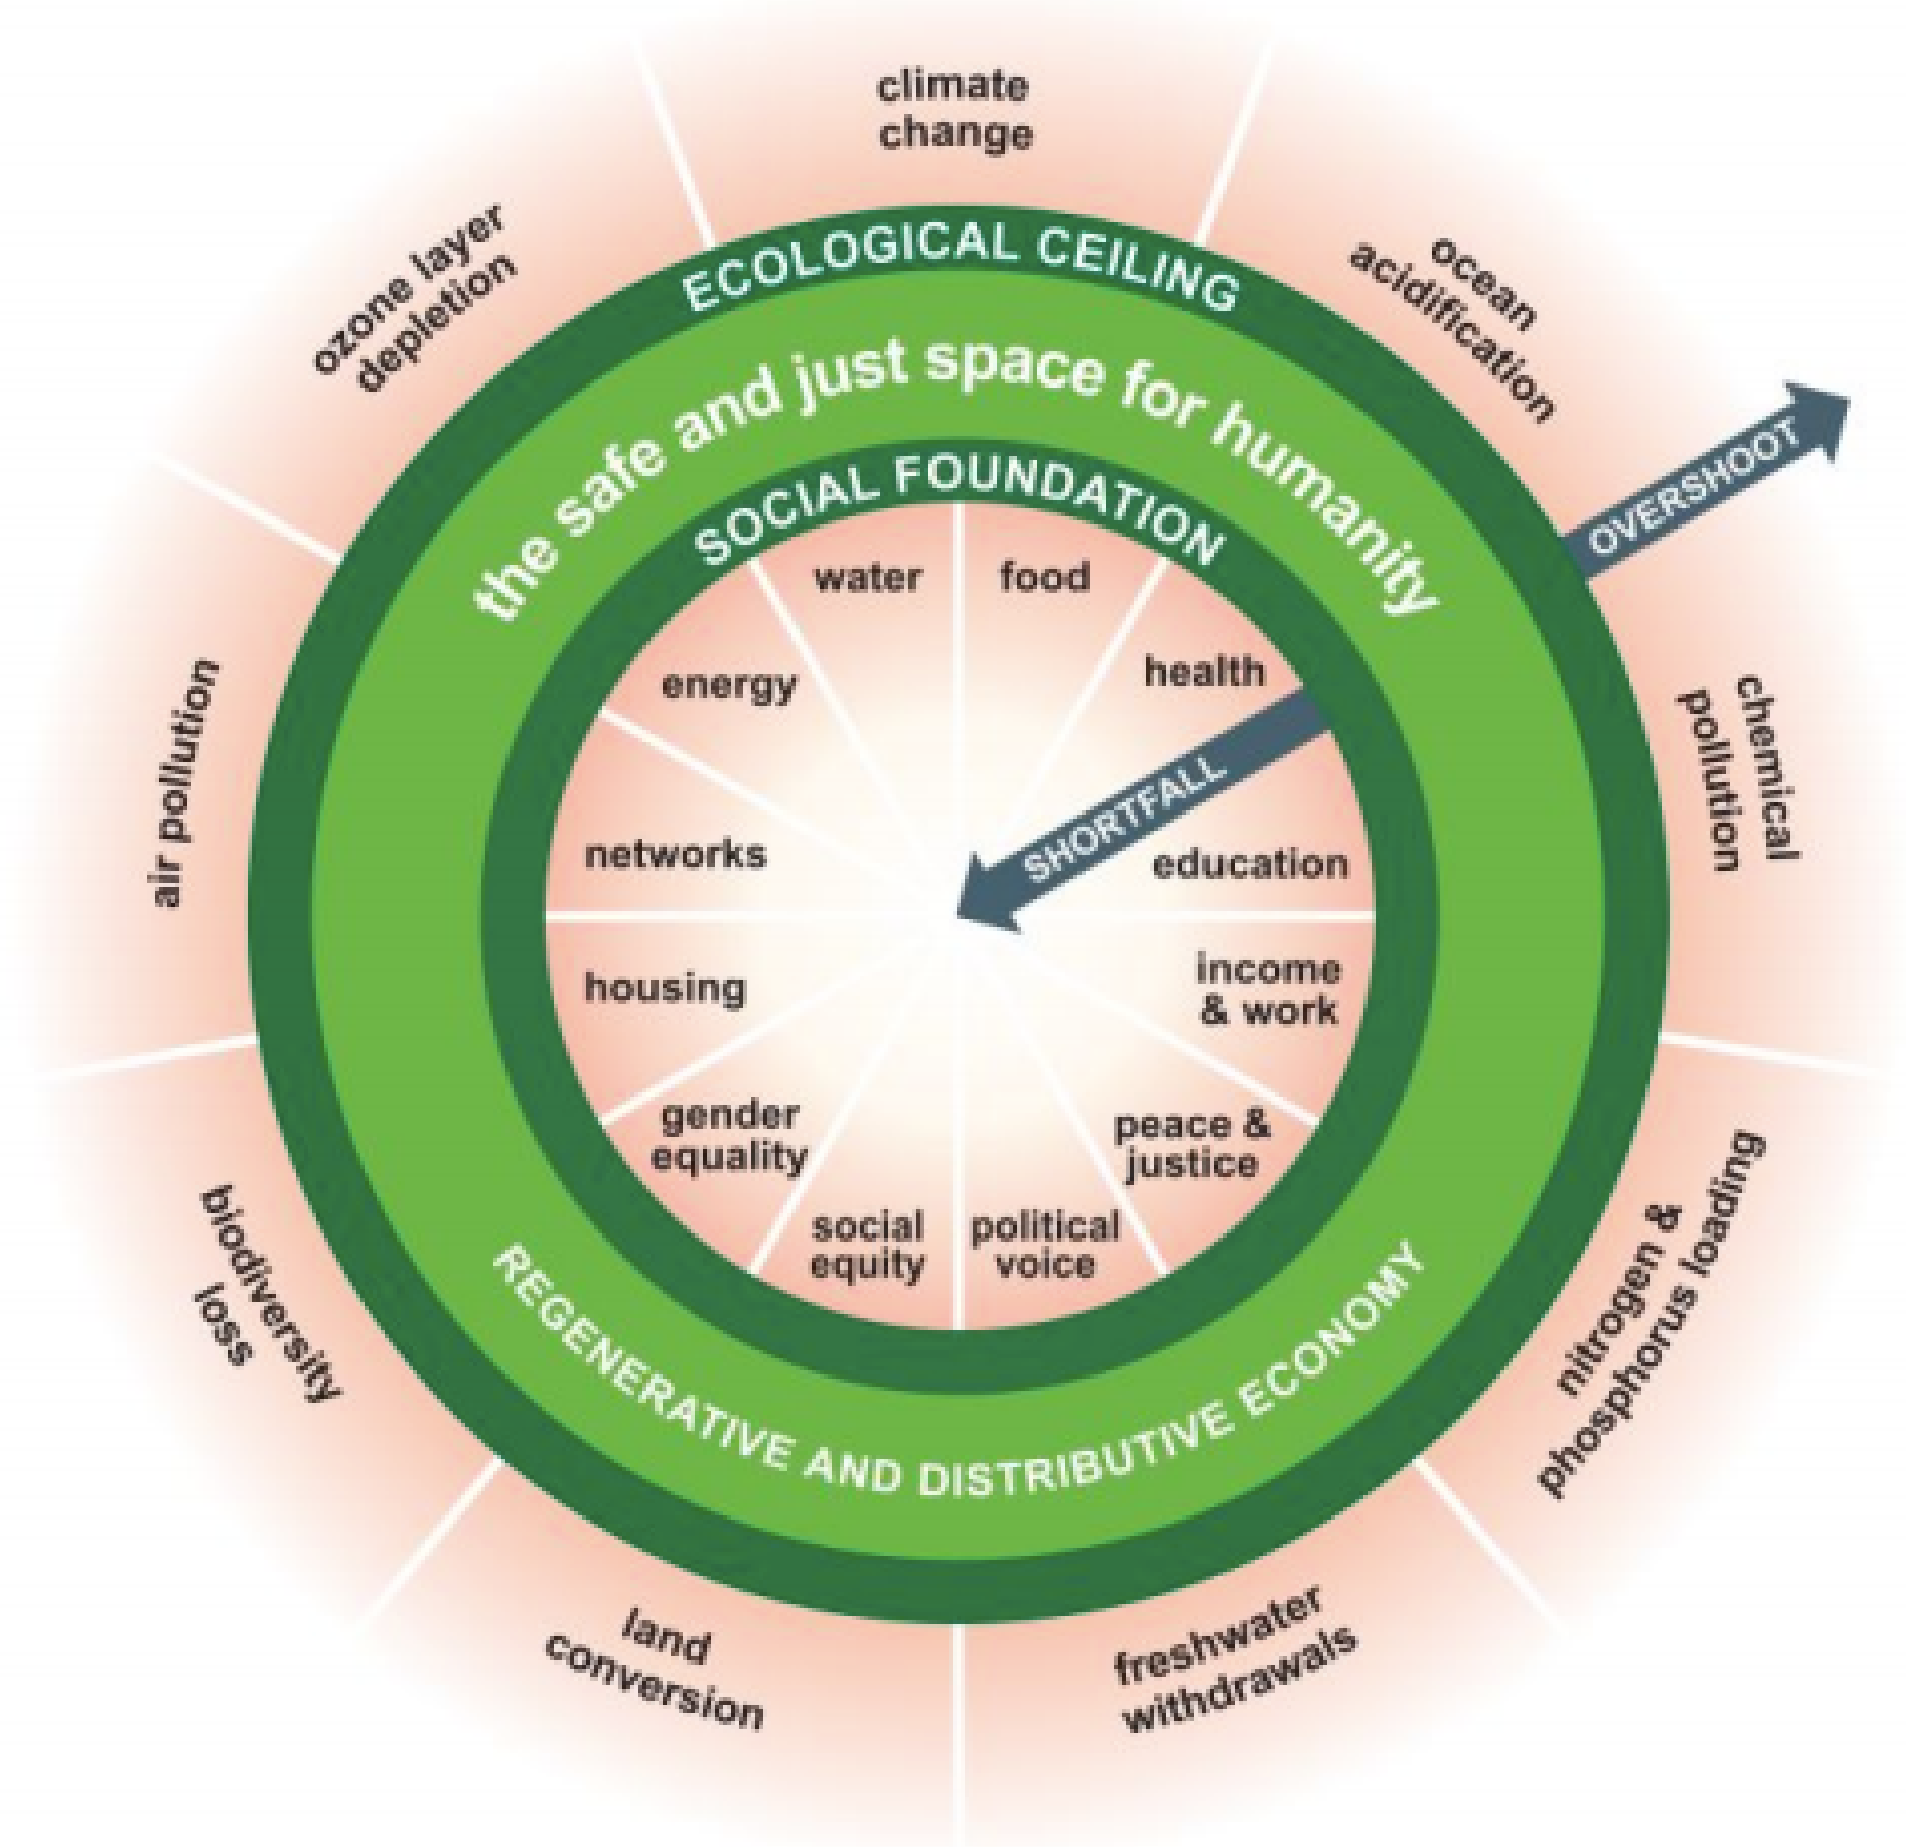 climate
change
ocean
acidification
OVERSHOOT
chemical
pollution
nitrogen &
phosphorus loading
freshwater
withdrawals
land
conversion
biodiversity
loss
air pollution
ozone layer
depletion
ECOLOGICAL CEILING
the safe and just space for humanity
SOCIAL FOUNDATION
water
food
health
SHORTFALL
education
income
& work
peace &
justice
political
voice
social
equity
gender
equality
housing
networks
energy
REGENERATIVE AND DISTRIBUTIVE ECONOMY